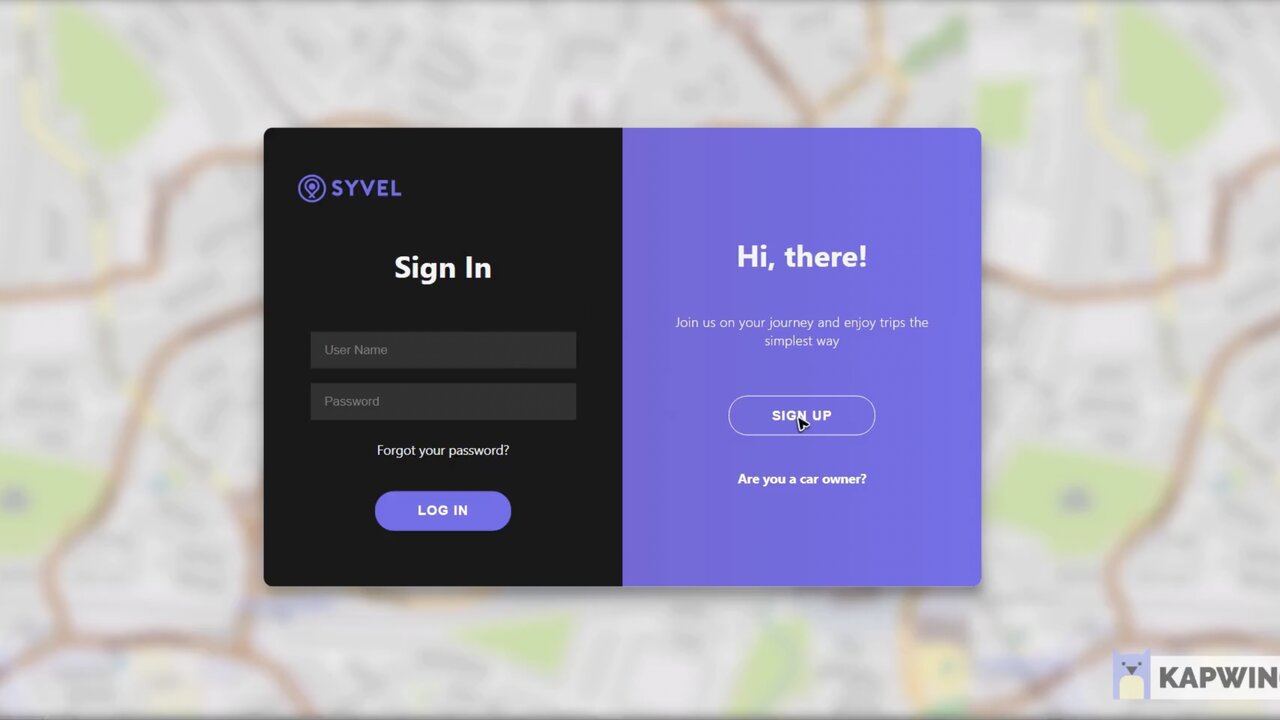 SYVEL
Sign In
User Name
Password
Forgot your password?
LOG IN
Hi, there!
Join us on your journey and enjoy trips the
simplest way
SIGN UP
Are you a car owner?
KAPWIN